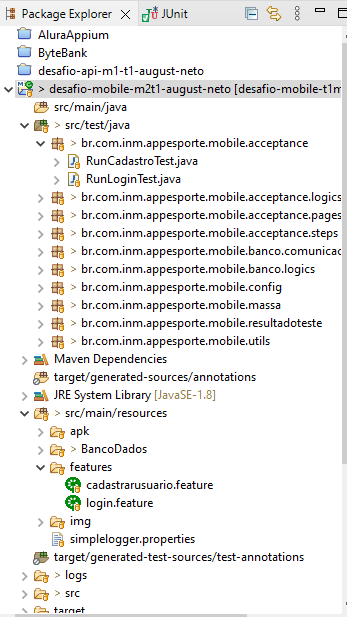 Package Explorer JUnit
AluraAppium
ByteBank
desafio-api-m1-t1-august-neto
> desafio-mobile-m2t1-august-neto [desafio-mobile-t1m
src/main/java
> src/test/java
> br.com.inm.appesporte.mobile.acceptance
RunCadastroTest.java
RunLoginTest.java
> br.com.inm.appesporte.mobile.acceptance.logics
> br.com.inm.appesporte.mobile.acceptance.pages
> br.com.inm.appesporte.mobile.acceptance.steps
> br.com.inm.appesporte.mobile.banco.comunicac
> br.com.inm.appesporte.mobile.banco.logics
> br.com.inm.appesporte.mobile.config
> br.com.inm.appesporte.mobile.massa
> br.com.inm.appesporte.mobile.resultadoteste
> br.com.inm.appesporte.mobile.utils
Maven Dependencies
target/generated-sources/annotations
JRE System Library [JavaSE-1.8]
> src/main/resources
apk
> BancoDados
features
cadastrarusuario.feature
login.feature
img
simplelogger.properties
target/generated-test-sources/test-annotations
> logs
> src
target